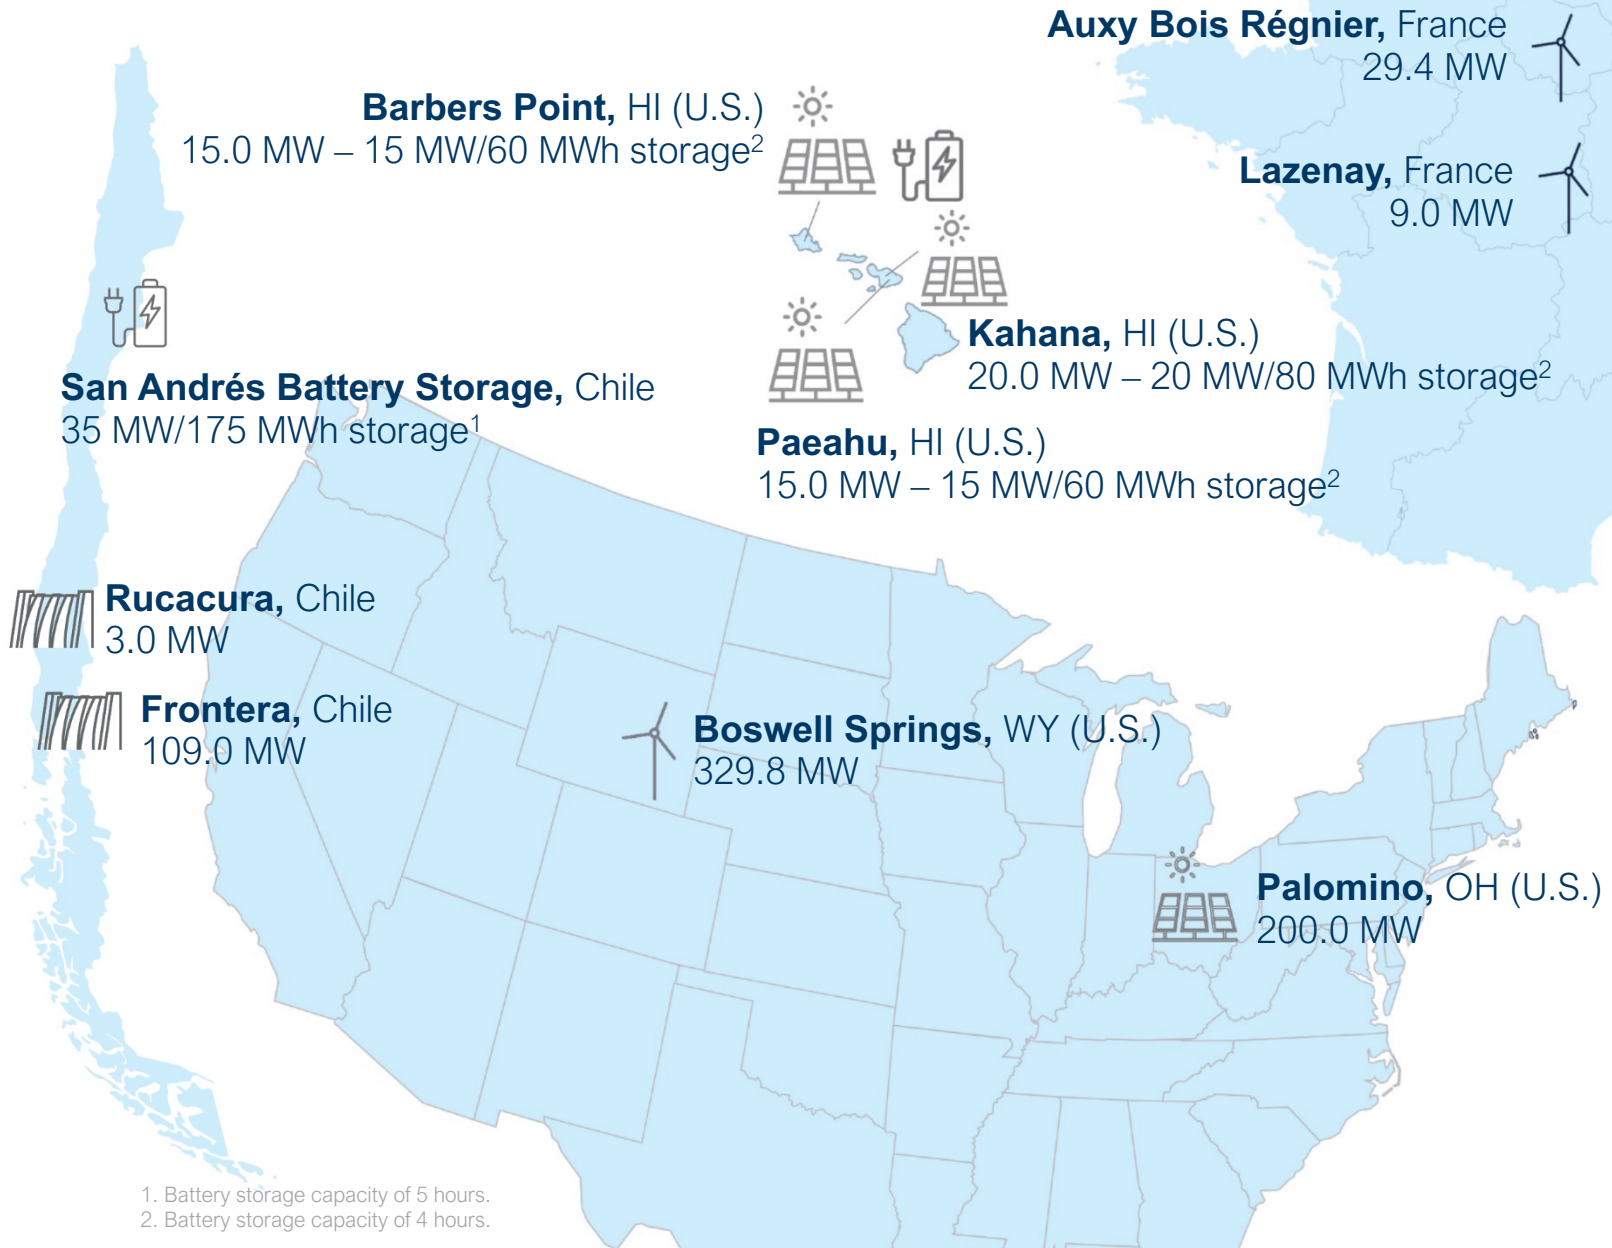 Auxy Bois Régnier, France
29.4 MW
Barbers Point, HI (U.S.)
15.0 MW – 15 MW/60 MWh storage²
Lazenay, France
9.0 MW
Kahana, HI (U.S.)
20.0 MW – 20 MW/80 MWh storage²
San Andrés Battery Storage, Chile
35 MW/175 MWh storage¹
Paeahu, HI (U.S.)
15.0 MW – 15 MW/60 MWh storage²
Rucacura, Chile
3.0 MW
Frontera, Chile
109.0 MW
Boswell Springs, WY (U.S.)
329.8 MW
Palomino, OH (U.S.)
200.0 MW
1. Battery storage capacity of 5 hours.
2. Battery storage capacity of 4 hours.